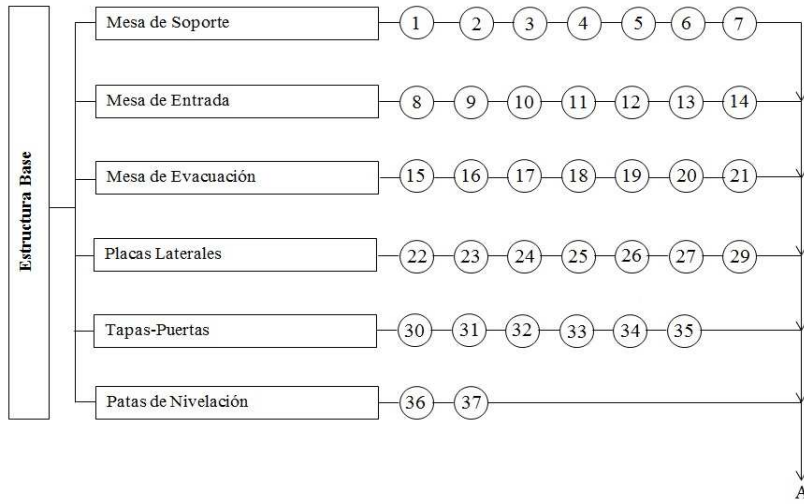 Estructura Base
Mesa de Soporte 1 2 3 4 5 6 7
Mesa de Entrada 8 9 10 11 12 13 14
Mesa de Evacuación 15 16 17 18 19 20 21
Placas Laterales 22 23 24 25 26 27 29
Tapas-Puertas 30 31 32 33 34 35
Patas de Nivelación 36 37
A